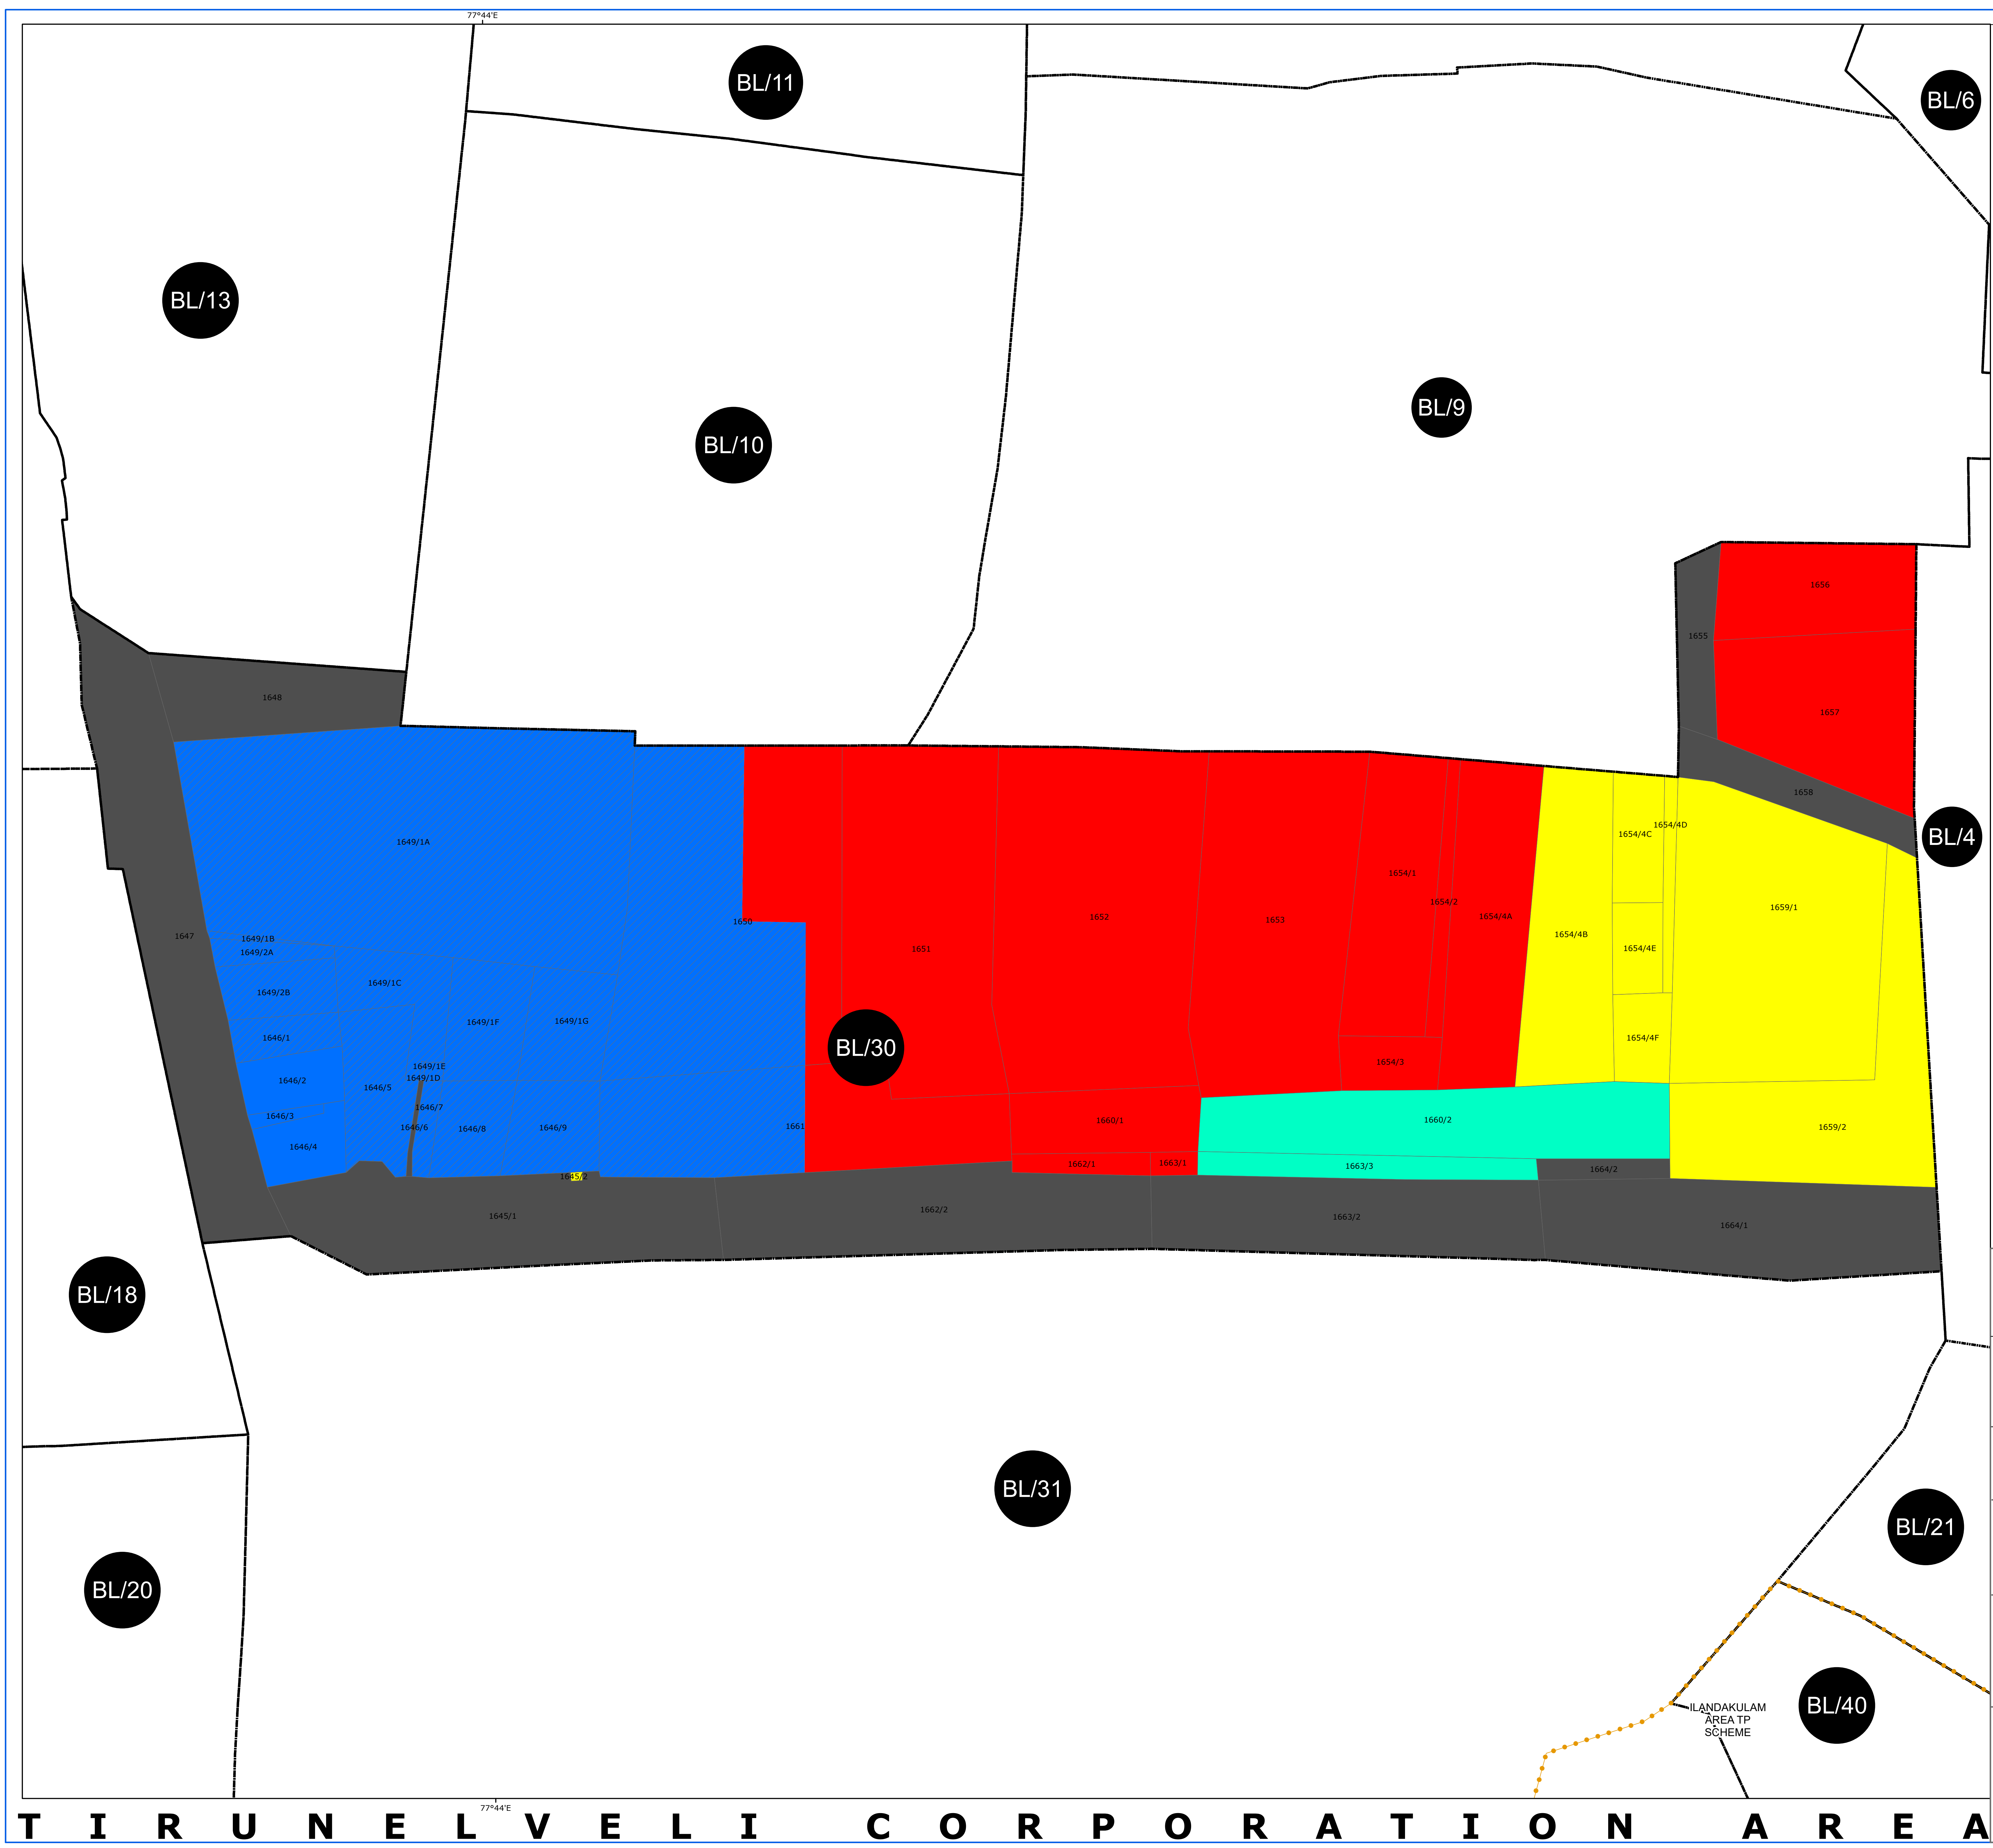 77°44'E
BL/11
BL/6
BL/13
BL/9
BL/10
1656
1655
1648
1657
1658
1654/4D
1654/4C
BL/4
1649/1A
1654/1
1654/2
1659/1
1654/4A
1652
1653
1650
1647
1654/4B
1649/1B
1651
1654/4E
1649/2A
1649/1C
1649/2B
1649/1F
1649/1G
1646/1
1654/4F
BL/30
1654/3
1649/1E
1649/1D
1646/2
1646/5
1646/7
1646/3
1660/1
1660/2
1646/6
1646/8
1646/9
1661
1659/2
1646/4
1662/1
1663/1
1663/3
1664/2
1645/2
1662/2
1645/1
1663/2
1664/1
BL/18
BL/31
BL/21
BL/20
BL/40
ILANDAKULAM
AREA TP
SCHEME
77°44'E
TIRUNELVELI CORPORATION AREA